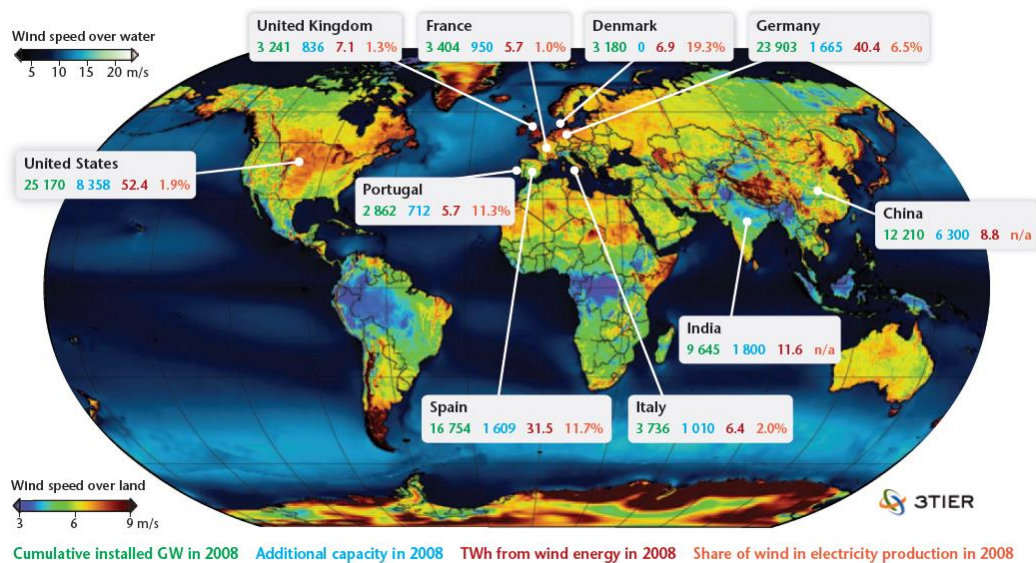 United Kingdom
3 241 836 7.1 1.3%
France
3 404 950 5.7 1.0%
Denmark
3 180 0 6.9 19.3%
Germany
23 903 1 665 40.4 6.5%
Wind speed over water
5 10 15 20 m/s
United States
25 170 8 358 52.4 1.9%
Portugal
2 862 712 5.7 11.3%
China
12 210 6 300 8.8 n/a
India
9 645 1 800 11.6 n/a
Spain
16 754 1 609 31.5 11.7%
Italy
3 736 1 010 6.4 2.0%
Wind speed over land
3 6 9 m/s
3TIER
Cumulative installed GW in 2008 Additional capacity in 2008 TWh from wind energy in 2008 Share of wind in electricity production in 2008